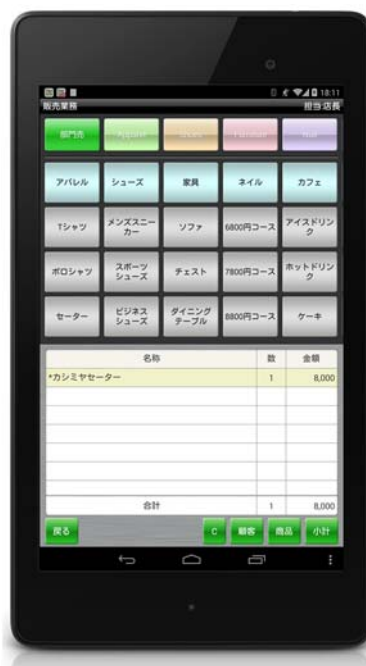 18:11
販売業務 担当:店長
部門売 Apparel Shoes Furniture Nail
アパレル シューズ 家具 ネイル カフェ
Tシャツ メンズスニー
カー ソファ 6800円コース アイスドリン
ク
ポロシャツ スポーツ
シューズ チェスト 7800円コース ホットドリン
ク
セーター ビジネス
シューズ ダイニング
テーブル 8800円コース ケーキ
名称 数 金額
*カシミヤセーター 1 8,000
合計 1 8,000
戻る C 顧客 商品 小計